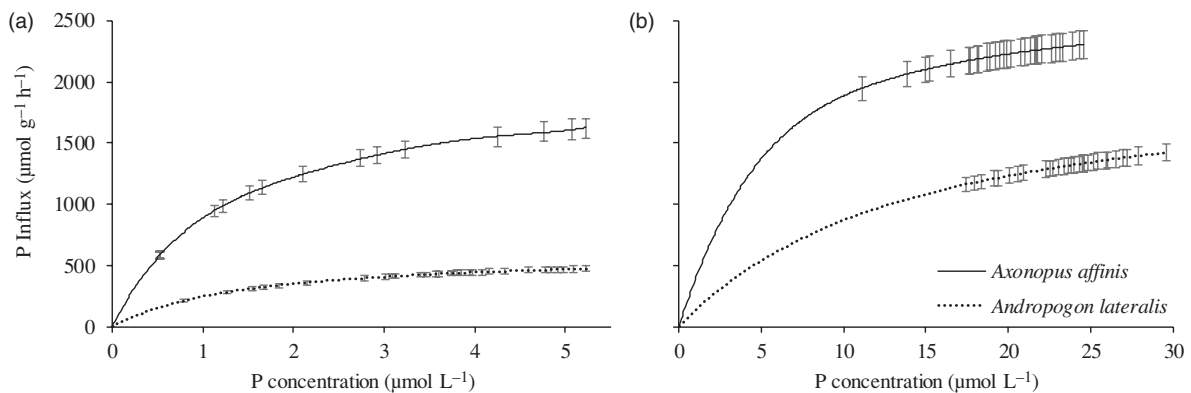 (a)
(b)
P Influx (µmol g⁻¹ h⁻¹)
2500
2000
1500
1000
500
0
0 1 2 3 4 5
P concentration (µmol L⁻¹)
Axonopus affinis
Andropogon lateralis
0 5 10 15 20 25 30
P concentration (µmol L⁻¹)